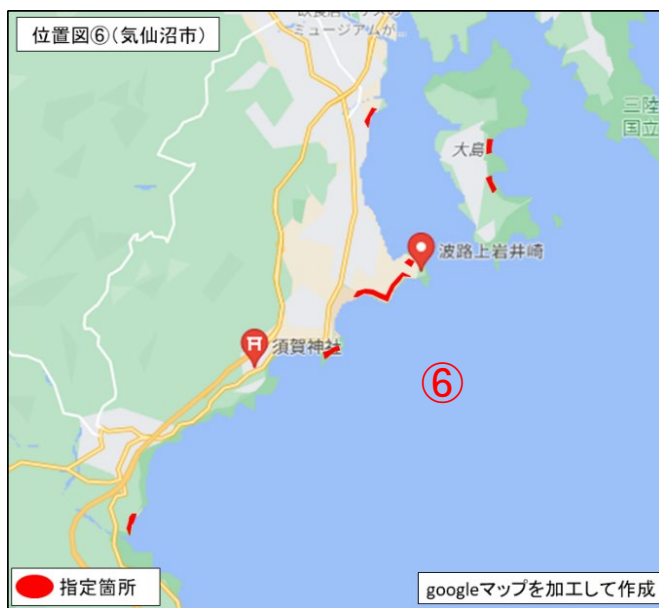 位置図⑥(気仙沼市)
ミュージアムが
三陸
国立
大島
波路上岩井崎
須賀神社
⑥
指定箇所
googleマップを加工して作成